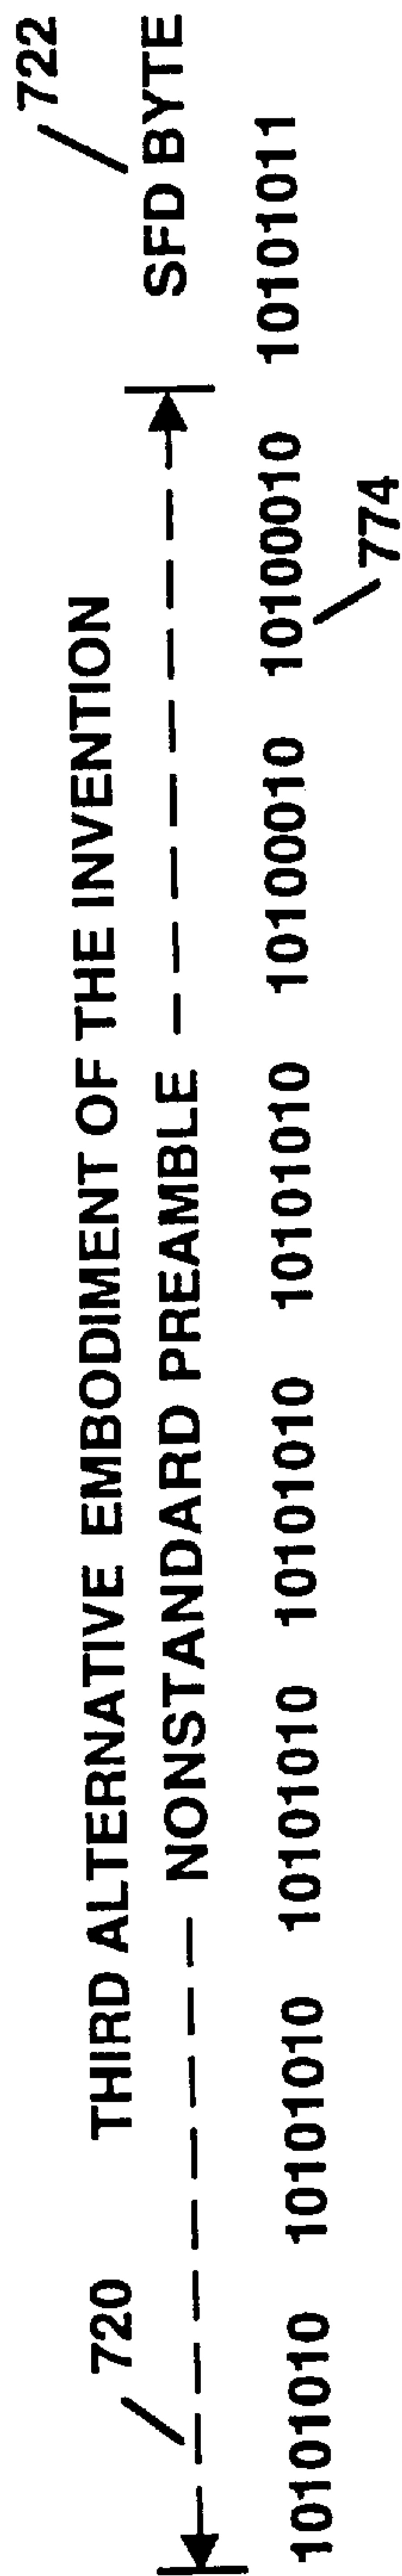 722
720 THIRD ALTERNATIVE EMBODIMENT OF THE INVENTION
NONSTANDARD PREAMBLE SFD BYTE
10101010 10101010 10101010 10101010 10101010 10100010 10100010 10101011
774